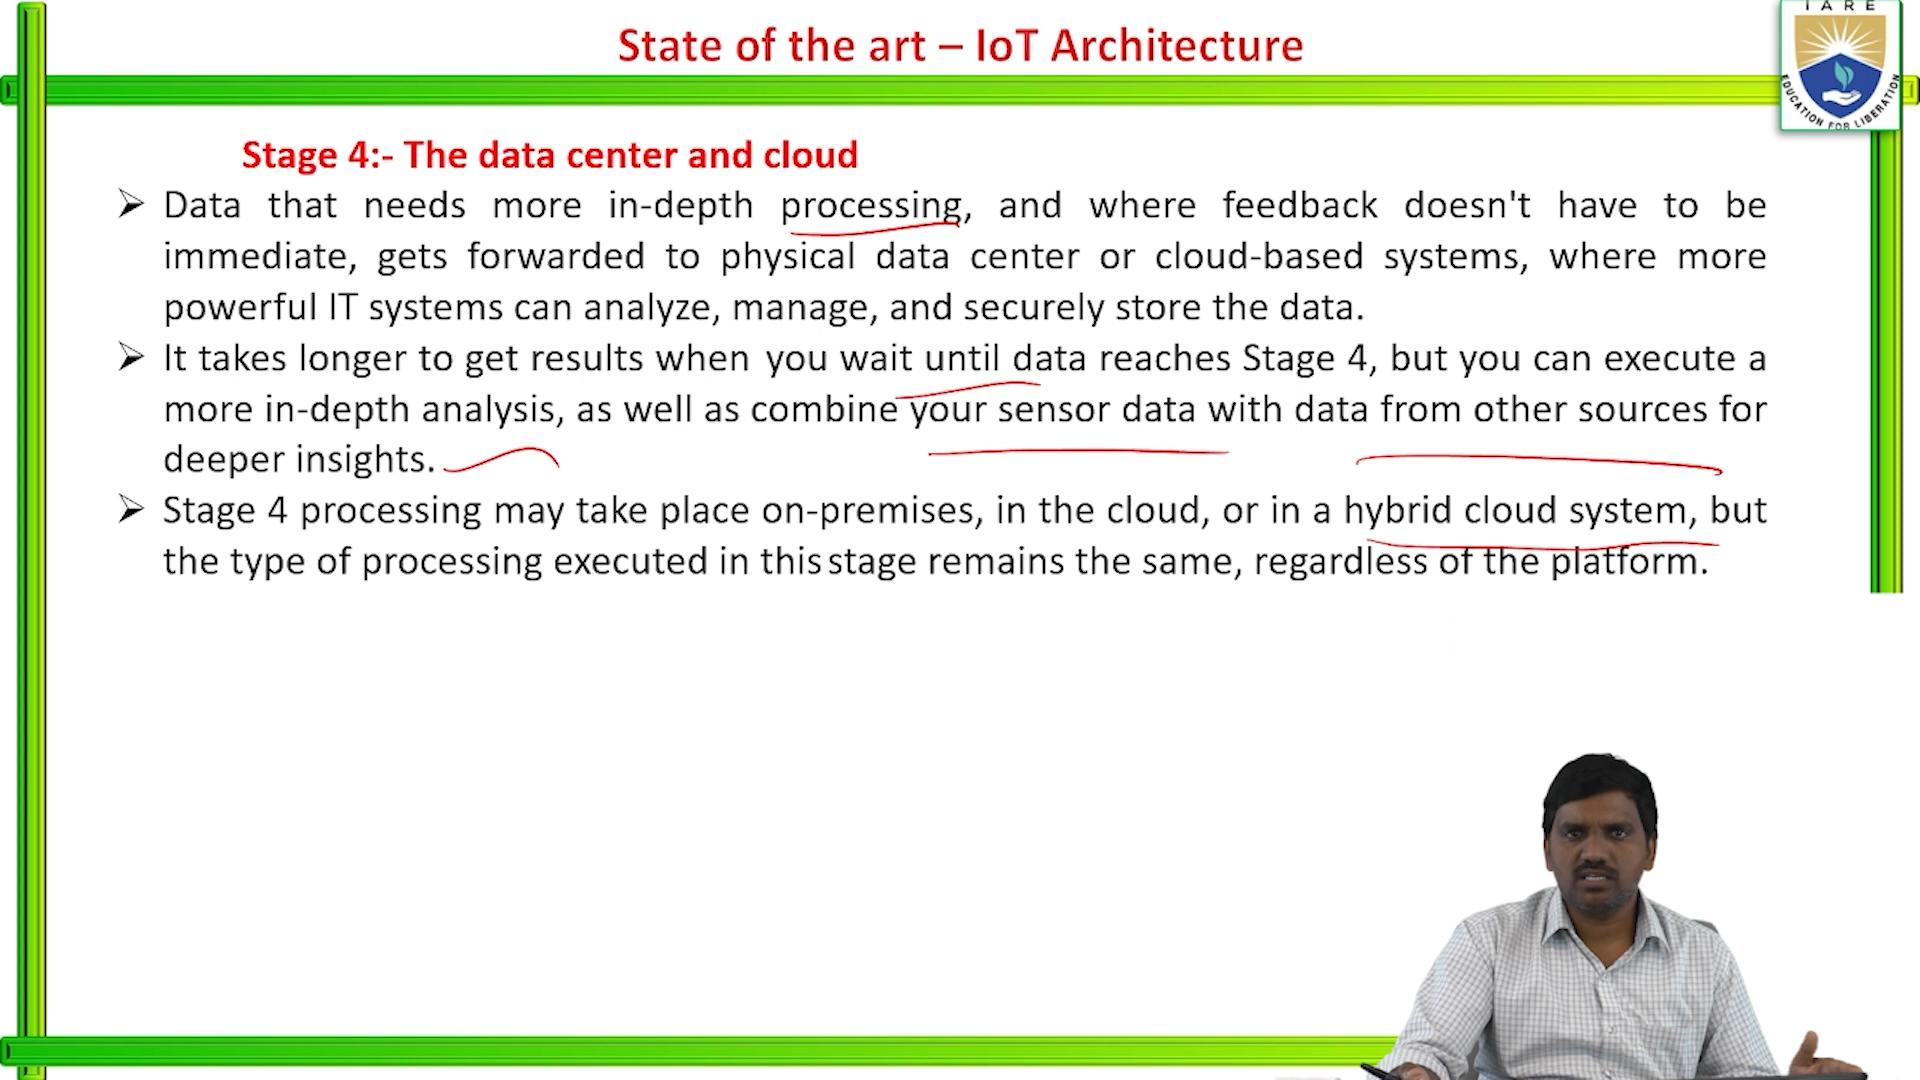 State of the art – IoT Architecture
IARE
EDUCATION FOR LIBERATION
Stage 4:- The data center and cloud
➢ Data that needs more in-depth processing, and where feedback doesn't have to be
immediate, gets forwarded to physical data center or cloud-based systems, where more
powerful IT systems can analyze, manage, and securely store the data.
➢ It takes longer to get results when you wait until data reaches Stage 4, but you can execute a
more in-depth analysis, as well as combine your sensor data with data from other sources for
deeper insights.
➢ Stage 4 processing may take place on-premises, in the cloud, or in a hybrid cloud system, but
the type of processing executed in this stage remains the same, regardless of the platform.